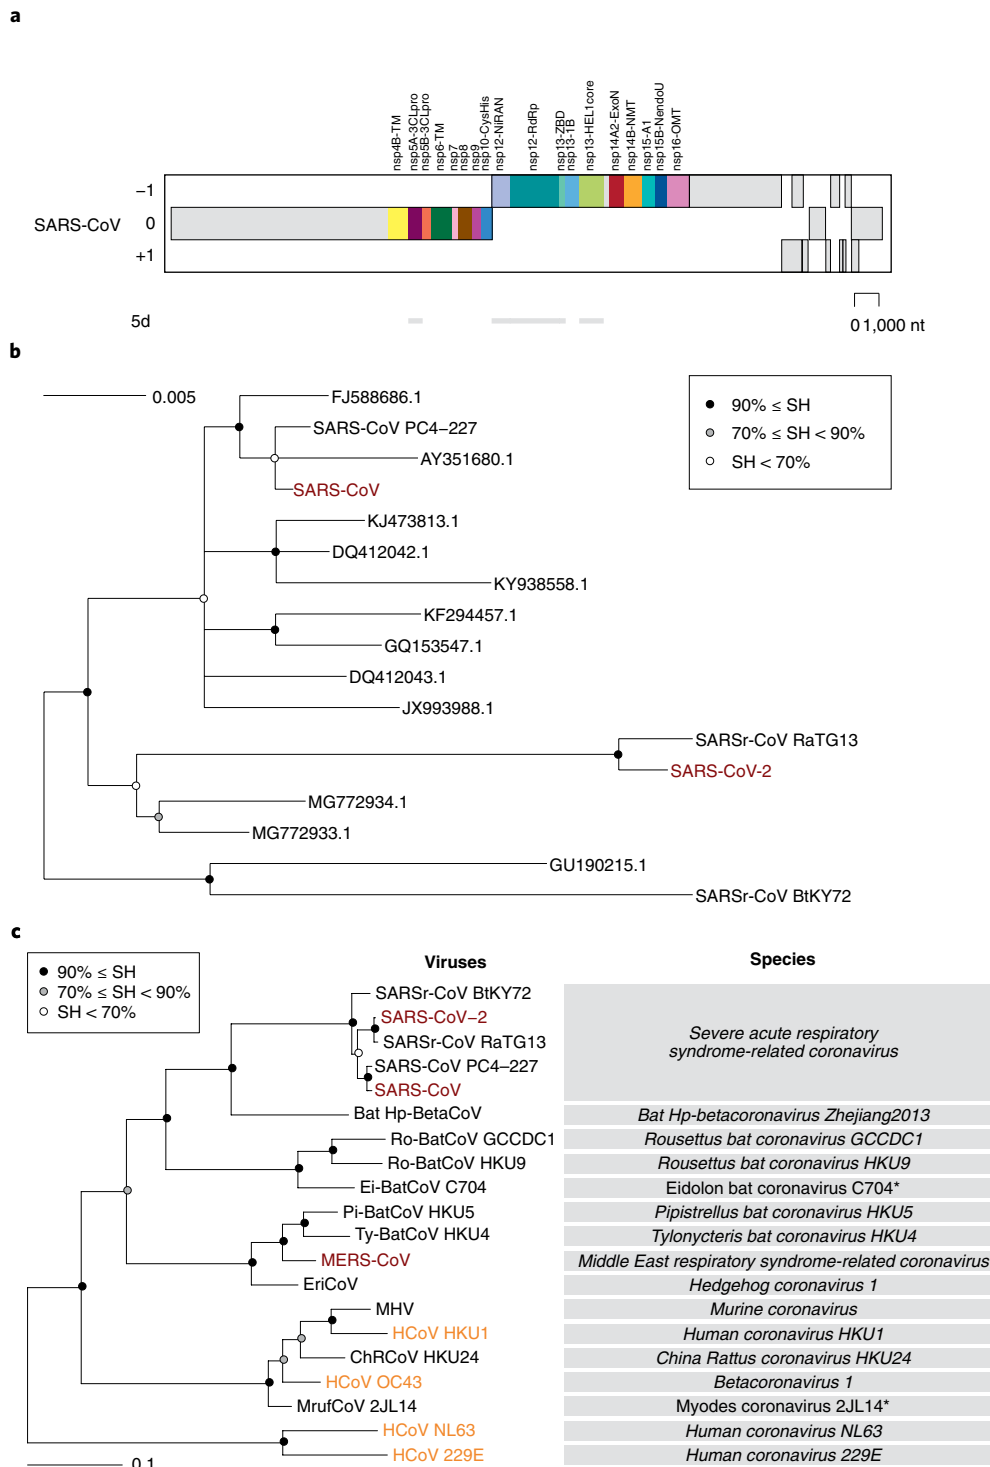 a
nsp4B-TM
nsp5A-3CLpro
nsp5B-3CLpro
nsp6-TM
nsp7
nsp8
nsp9
nsp10-CysHis
nsp12-NiRAN
nsp12-RdRp
nsp13-ZBD
nsp13-1B
nsp13-HEL1core
nsp14A2-ExoN
nsp14B-NMT
nsp15-A1
nsp15B-NendoU
nsp16-OMT
−1
SARS-CoV 0
+1
5d
0 1,000 nt
b
0.005
90% ≤ SH
70% ≤ SH < 90%
SH < 70%
FJ588686.1
SARS-CoV PC4−227
AY351680.1
SARS-CoV
KJ473813.1
DQ412042.1
KY938558.1
KF294457.1
GQ153547.1
DQ412043.1
JX993988.1
SARSr-CoV RaTG13
SARS-CoV-2
MG772934.1
MG772933.1
GU190215.1
SARSr-CoV BtKY72
c
90% ≤ SH
70% ≤ SH < 90%
SH < 70%
Viruses Species
SARSr-CoV BtKY72
SARS-CoV−2
SARSr-CoV RaTG13
SARS-CoV PC4−227
SARS-CoV
Severe acute respiratory
syndrome-related coronavirus
Bat Hp-BetaCoV Bat Hp-betacoronavirus Zhejiang2013
Ro-BatCoV GCCDC1 Rousettus bat coronavirus GCCDC1
Ro-BatCoV HKU9 Rousettus bat coronavirus HKU9
Ei-BatCoV C704 Eidolon bat coronavirus C704*
Pi-BatCoV HKU5 Pipistrellus bat coronavirus HKU5
Ty-BatCoV HKU4 Tylonycteris bat coronavirus HKU4
MERS-CoV Middle East respiratory syndrome-related coronavirus
EriCoV Hedgehog coronavirus 1
MHV Murine coronavirus
HCoV HKU1 Human coronavirus HKU1
ChRCoV HKU24 China Rattus coronavirus HKU24
HCoV OC43 Betacoronavirus 1
MrufCoV 2JL14 Myodes coronavirus 2JL14*
HCoV NL63 Human coronavirus NL63
HCoV 229E Human coronavirus 229E
0.1